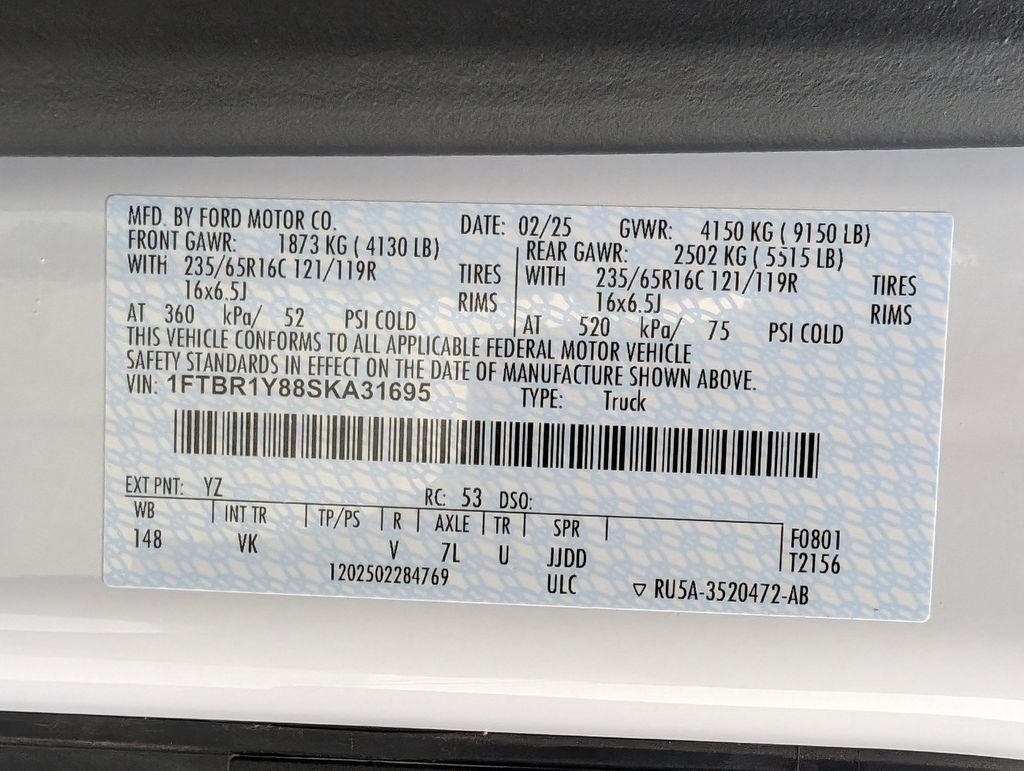 MFD. BY FORD MOTOR CO. DATE: 02/25 GVWR: 4150 KG ( 9150 LB)
FRONT GAWR: 1873 KG ( 4130 LB) REAR GAWR: 2502 KG ( 5515 LB)
WITH 235/65R16C 121/119R TIRES WITH 235/65R16C 121/119R TIRES
16x6.5J RIMS 16x6.5J RIMS
AT 360 kPa/ 52 PSI COLD AT 520 kPa/ 75 PSI COLD
THIS VEHICLE CONFORMS TO ALL APPLICABLE FEDERAL MOTOR VEHICLE
SAFETY STANDARDS IN EFFECT ON THE DATE OF MANUFACTURE SHOWN ABOVE.
VIN: 1FTBR1Y88SKA31695 TYPE: Truck
EXT PNT: YZ RC: 53 DSO:
WB INT TR TP/PS R AXLE TR SPR F0801
148 VK V 7L U JJDD T2156
1202502284769 ULC ▽ RU5A-3520472-AB